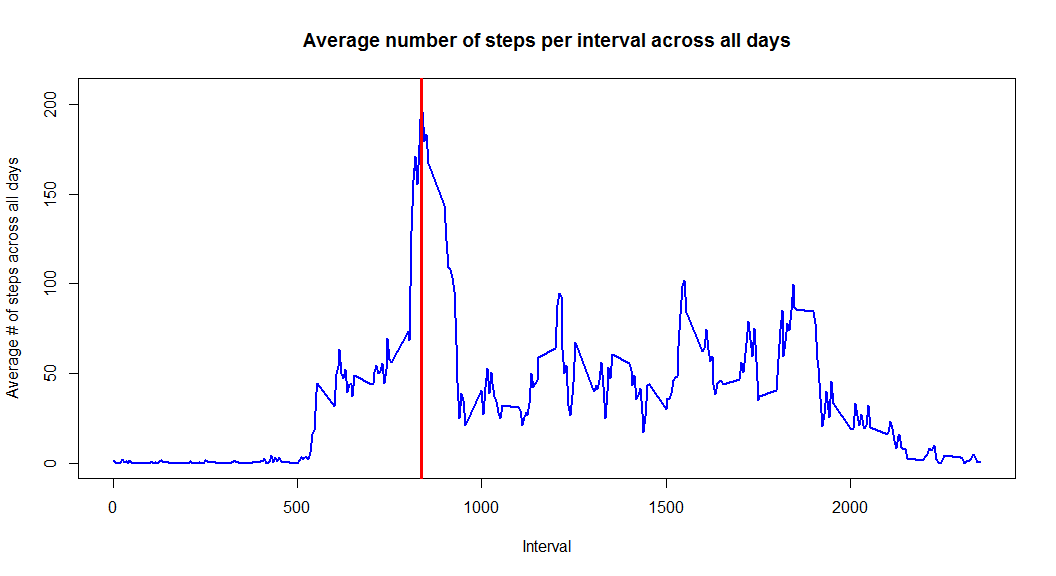 Average number of steps per interval across all days
Average # of steps across all days
200
150
100
50
0
0 500 1000 1500 2000
Interval